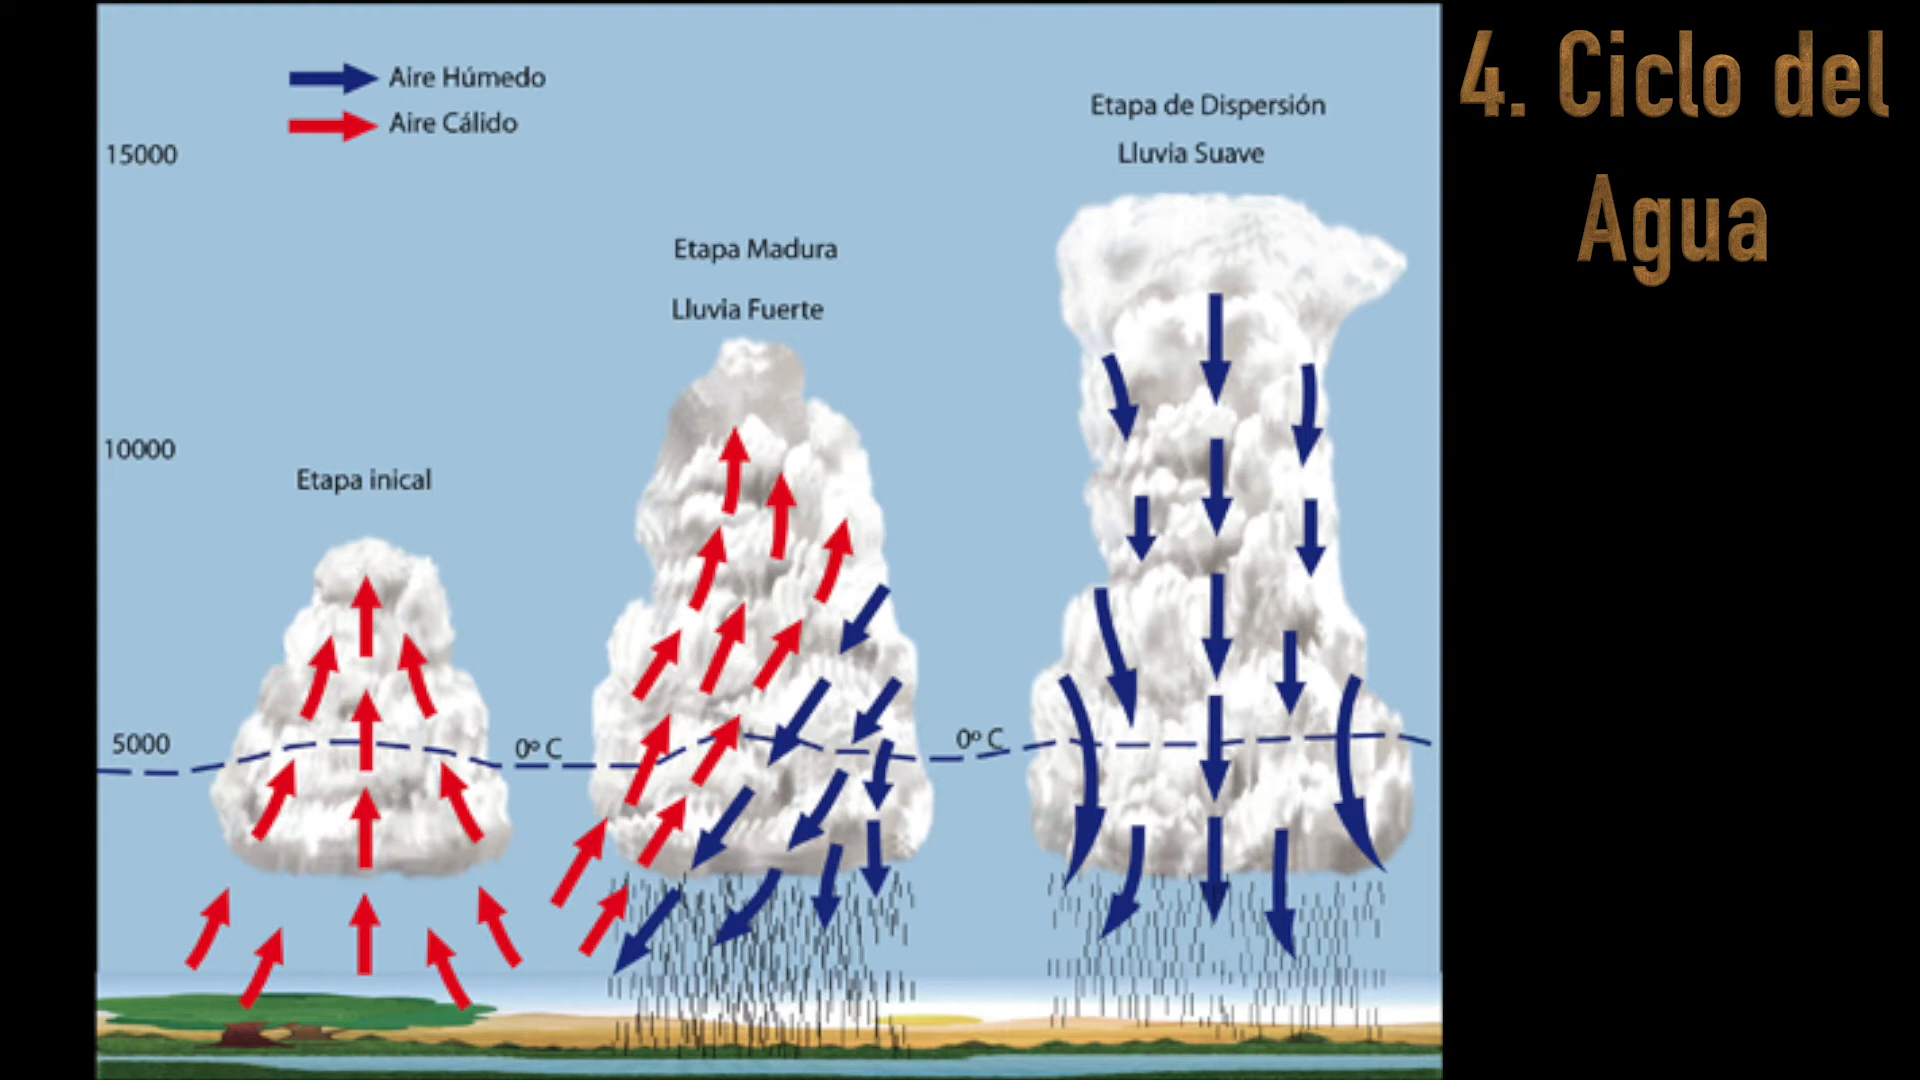 4. Ciclo del
Agua
Aire Húmedo
Aire Cálido
15000
10000
5000
Etapa inical
Etapa Madura
Lluvia Fuerte
Etapa de Dispersión
Lluvia Suave
0º C
0º C